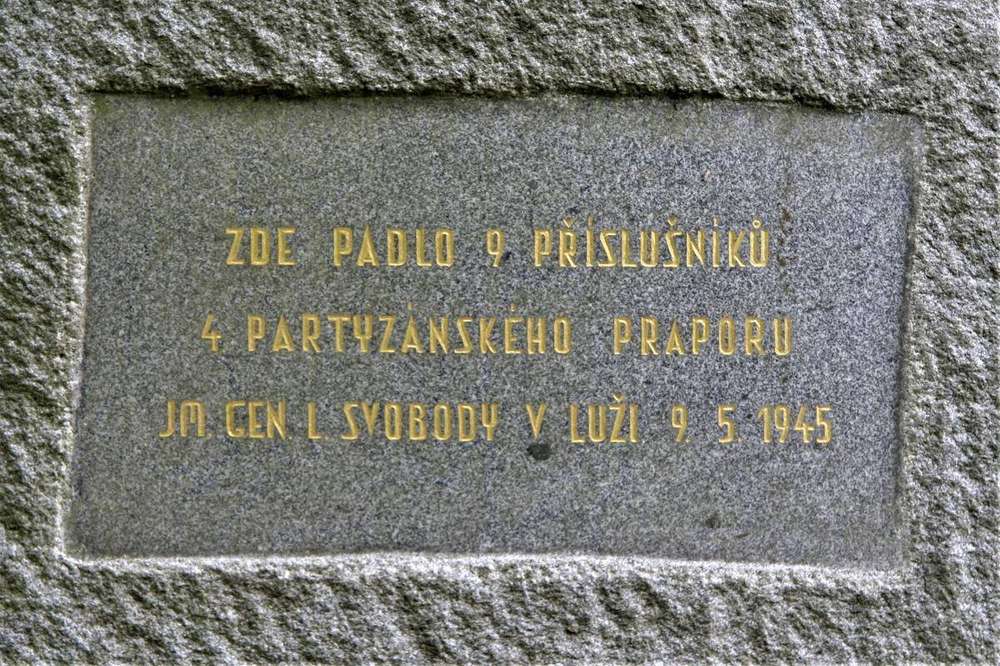 ZDE PADLO 9 PŘÍSLUŠNÍKŮ
4 PARTYZÁNSKÉHO PRAPORU
JM. GEN. L. SVOBODY V LUŽI 9. 5. 1945